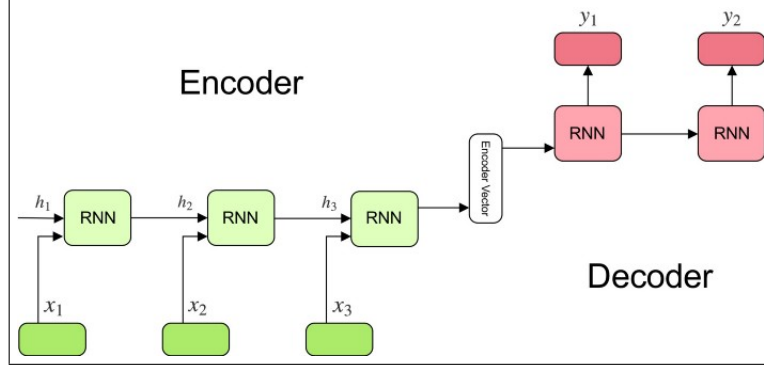 y₁ y₂
Encoder
RNN RNN
Encoder Vector
h₁ RNN h₂ RNN h₃ RNN
Decoder
x₁ x₂ x₃